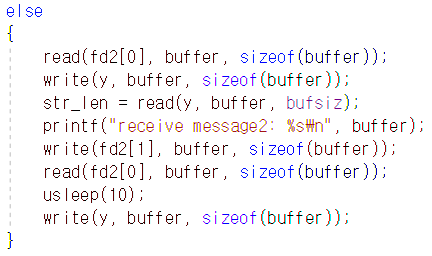 else
{
read(fd2[0], buffer, sizeof(buffer));
write(y, buffer, sizeof(buffer));
str_len = read(y, buffer, bufsiz);
printf("receive message2: %s₩n", buffer);
write(fd2[1], buffer, sizeof(buffer));
read(fd2[0], buffer, sizeof(buffer));
usleep(10);
write(y, buffer, sizeof(buffer));
}